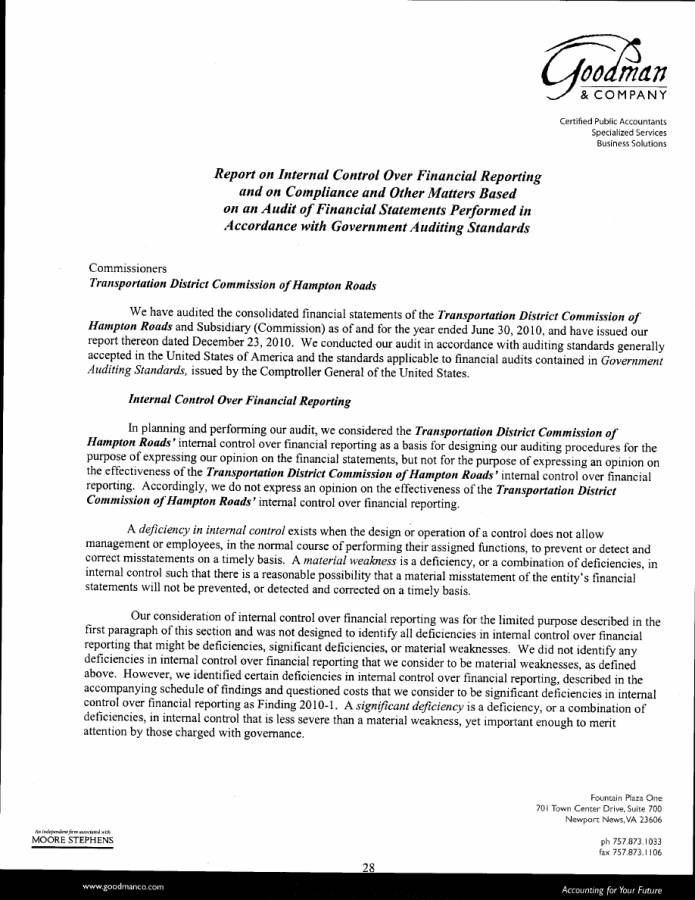 Goodman
& COMPANY
Certified Public Accountants
Specialized Services
Business Solutions
Report on Internal Control Over Financial Reporting
and on Compliance and Other Matters Based
on an Audit of Financial Statements Performed in
Accordance with Government Auditing Standards
Commissioners
Transportation District Commission of Hampton Roads
We have audited the consolidated financial statements of the Transportation District Commission of
Hampton Roads and Subsidiary (Commission) as of and for the year ended June 30, 2010, and have issued our
report thereon dated December 23, 2010. We conducted our audit in accordance with auditing standards generally
accepted in the United States of America and the standards applicable to financial audits contained in Government
Auditing Standards, issued by the Comptroller General of the United States.
Internal Control Over Financial Reporting
In planning and performing our audit, we considered the Transportation District Commission of
Hampton Roads' internal control over financial reporting as a basis for designing our auditing procedures for the
purpose of expressing our opinion on the financial statements, but not for the purpose of expressing an opinion on
the effectiveness of the Transportation District Commission of Hampton Roads' internal control over financial
reporting. Accordingly, we do not express an opinion on the effectiveness of the Transportation District
Commission of Hampton Roads' internal control over financial reporting.
A deficiency in internal control exists when the design or operation of a control does not allow
management or employees, in the normal course of performing their assigned functions, to prevent or detect and
correct misstatements on a timely basis. A material weakness is a deficiency, or a combination of deficiencies, in
internal control such that there is a reasonable possibility that a material misstatement of the entity's financial
statements will not be prevented, or detected and corrected on a timely basis.
Our consideration of internal control over financial reporting was for the limited purpose described in the
first paragraph of this section and was not designed to identify all deficiencies in internal control over financial
reporting that might be deficiencies, significant deficiencies, or material weaknesses. We did not identify any
deficiencies in internal control over financial reporting that we consider to be material weaknesses, as defined
above. However, we identified certain deficiencies in internal control over financial reporting, described in the
accompanying schedule of findings and questioned costs that we consider to be significant deficiencies in internal
control over financial reporting as Finding 2010-1. A significant deficiency is a deficiency, or a combination of
deficiencies, in internal control that is less severe than a material weakness, yet important enough to merit
attention by those charged with governance.
Fountain Plaza One
701 Town Center Drive, Suite 700
Newport News, VA 23606
An independent firm associated with
MOORE STEPHENS
ph 757.873.1033
fax 757.873.1106
28
www.goodmanco.com
Accounting for Your Future